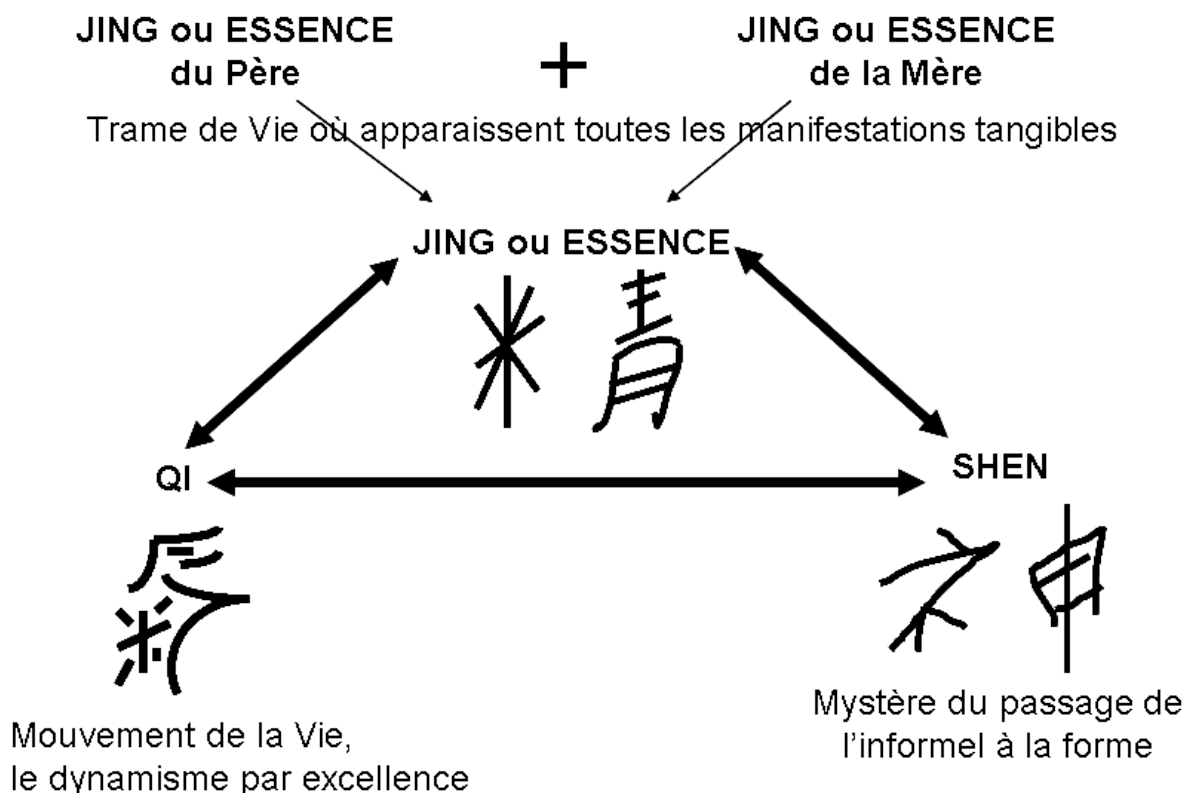 JING ou ESSENCE
du Père
+
JING ou ESSENCE
de la Mère
Trame de Vie où apparaissent toutes les manifestations tangibles
JING ou ESSENCE
精
QI
SHEN
氣
神
Mouvement de la Vie,
le dynamisme par excellence
Mystère du passage de
l'informel à la forme